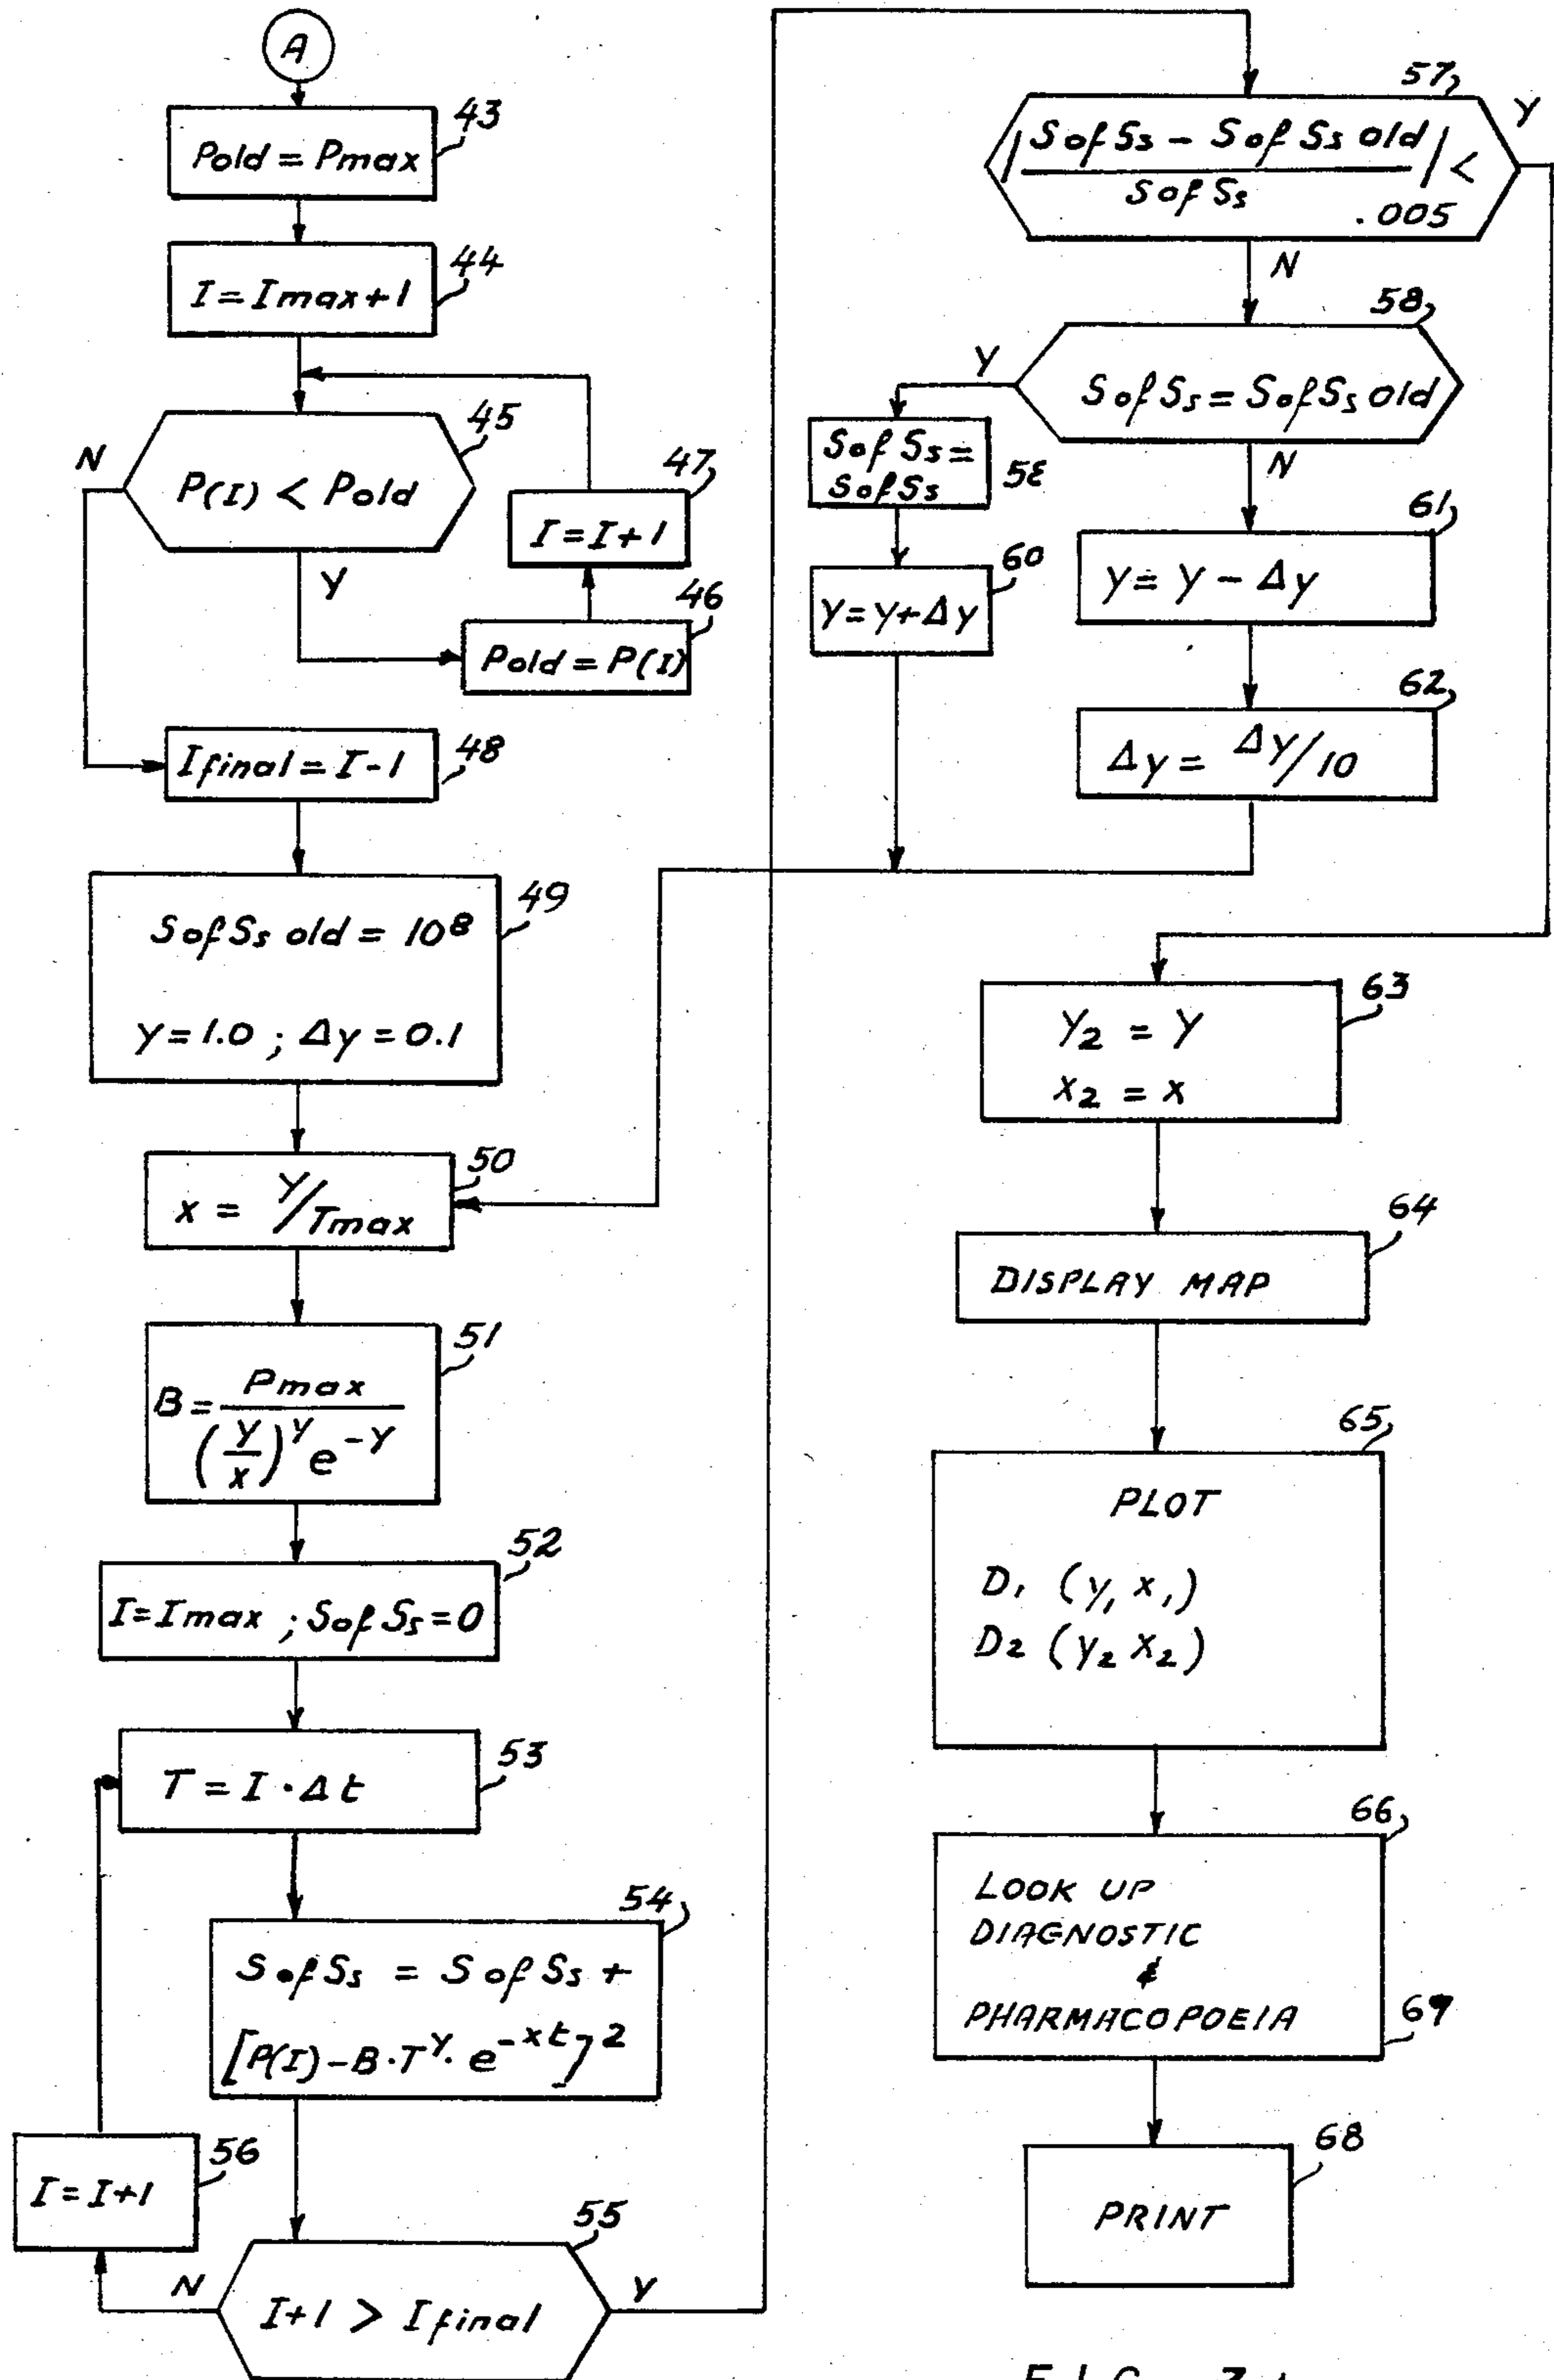 A
43
Pold = Pmax
44
I = Imax+1
45
N
P(I) < Pold
Y
47
I = I+1
46
Pold = P(I)
48
Ifinal = I-1
49
SofSs old = 10⁸
y = 1.0 ; Δy = 0.1
50
x = y/Tmax
51
B = Pmax
(y/x)ʸ e⁻ʸ
52
I = Imax ; SofSs = 0
53
T = I · Δt
54
SofSs = SofSs +
[P(I) - B·Tʸ· e⁻ˣᵗ]²
56
I = I+1
55
N
I+1 > Ifinal
Y
57
Y
| SofSs - SofSs old | <
SofSs
.005
N
58
Y
SofSs = SofSs old
N
SofSs =
SofSs
60
y = y+Δy
61
y = y - Δy
62
Δy = Δy/10
63
Y₂ = Y
X₂ = X
64
DISPLAY MAP
65
PLOT
D₁ (y₁ x₁)
D₂ (y₂ x₂)
66
LOOK UP
DIAGNOSTIC
&
PHARMACOPOEIA
67
68
PRINT